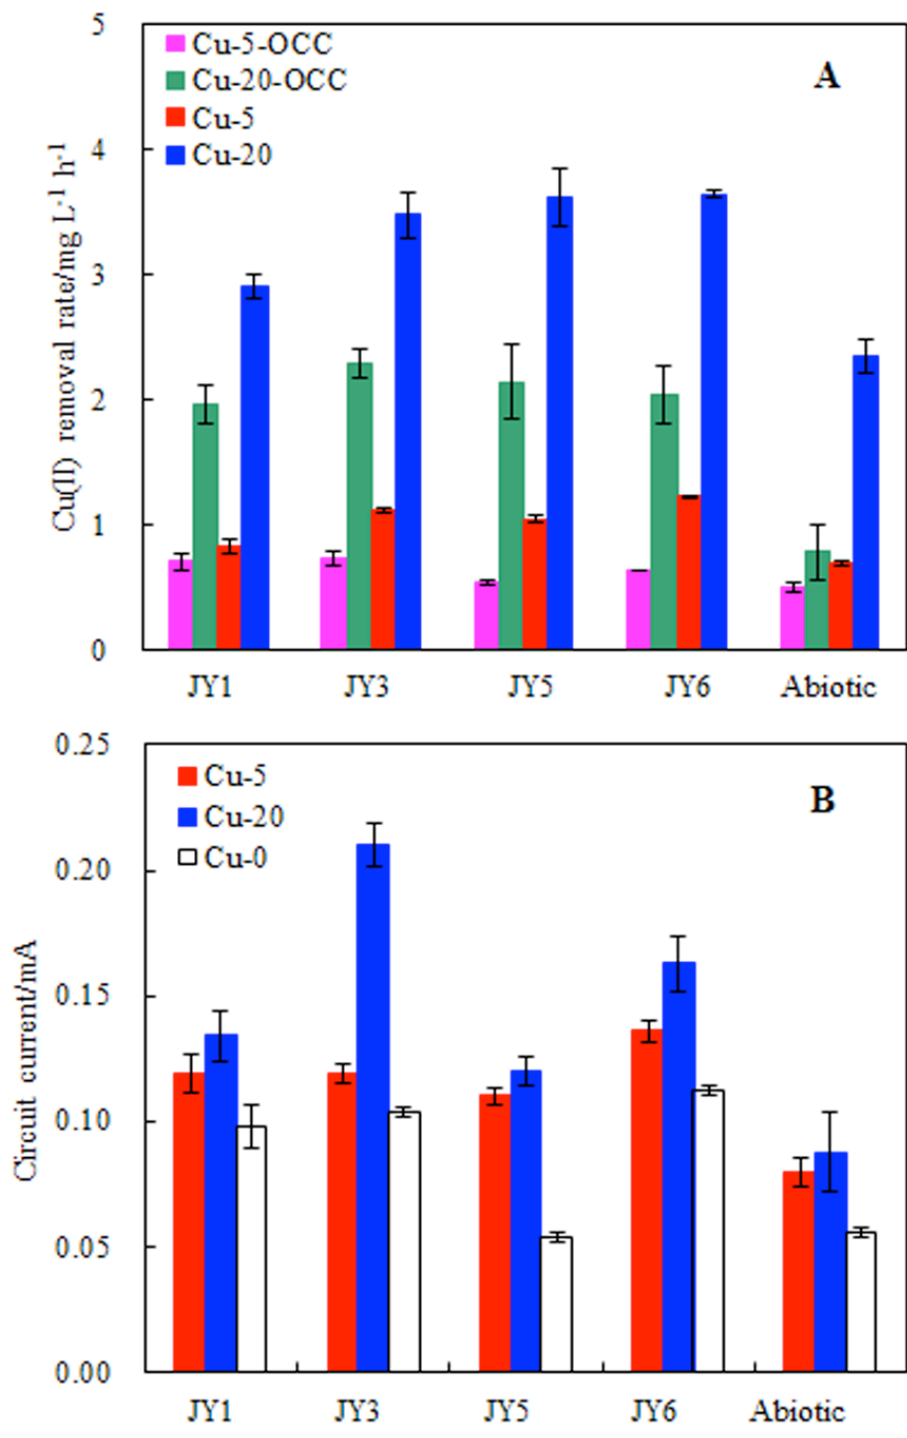 5
4
3
2
1
0
Cu(II) removal rate/mg L⁻¹ h⁻¹
Cu-5-OCC
Cu-20-OCC
Cu-5
Cu-20
A
JY1 JY3 JY5 JY6 Abiotic
0.25
0.20
0.15
0.10
0.05
0.00
Circuit current/mA
Cu-5
Cu-20
Cu-0
B
JY1 JY3 JY5 JY6 Abiotic